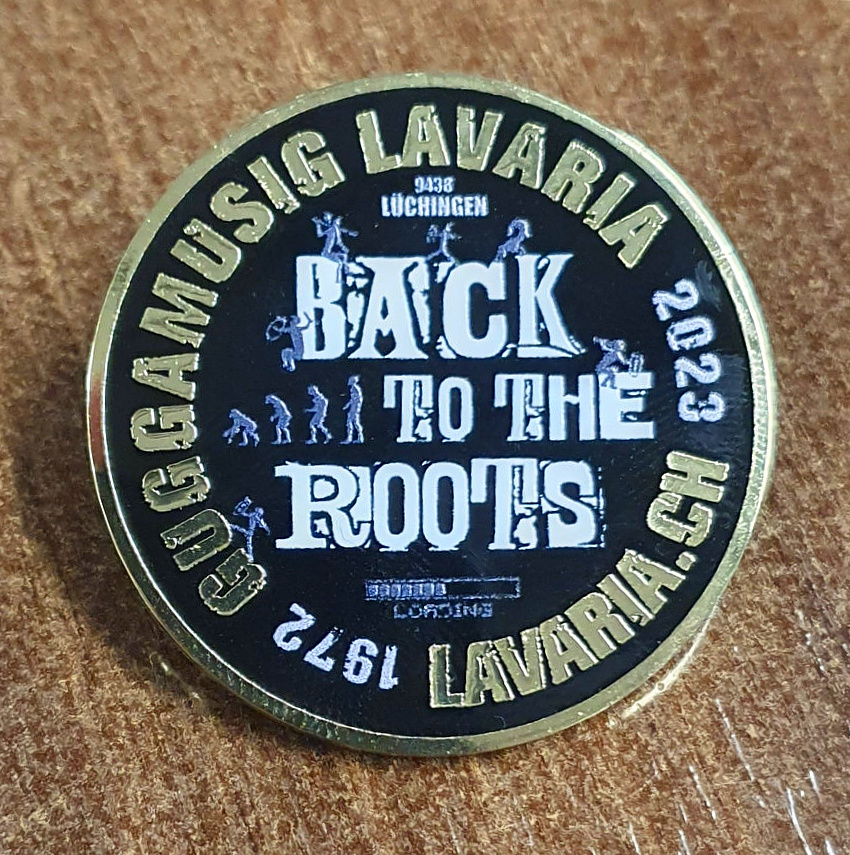 GUGGAMUSIG LAVARIA
9438
LÜCHINGEN
BACK
TO THE
ROOTS
LOADING
2023
LAVARIA.CH
1972